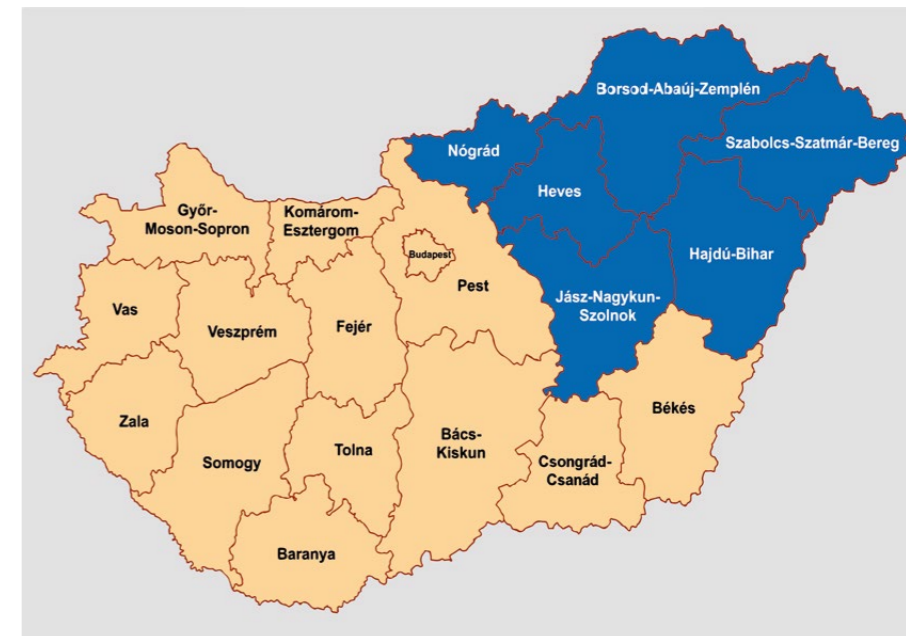 Borsod-Abaúj-Zemplén
Szabolcs-Szatmár-Bereg
Nógrád
Heves
Győr-
Moson-Sopron
Komárom-
Esztergom
Budapest
Hajdú-Bihar
Pest
Vas
Veszprém
Fejér
Jász-Nagykun-
Szolnok
Zala
Somogy
Tolna
Bács-
Kiskun
Békés
Csongrád-
Csanád
Baranya